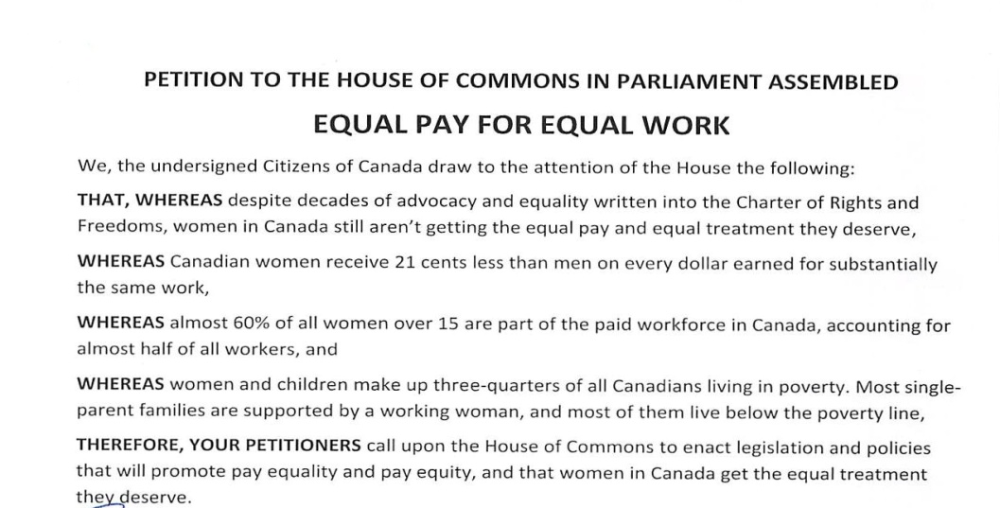 PETITION TO THE HOUSE OF COMMONS IN PARLIAMENT ASSEMBLED
EQUAL PAY FOR EQUAL WORK
We, the undersigned Citizens of Canada draw to the attention of the House the following:
THAT, WHEREAS despite decades of advocacy and equality written into the Charter of Rights and
Freedoms, women in Canada still aren't getting the equal pay and equal treatment they deserve,
WHEREAS Canadian women receive 21 cents less than men on every dollar earned for substantially
the same work,
WHEREAS almost 60% of all women over 15 are part of the paid workforce in Canada, accounting for
almost half of all workers, and
WHEREAS women and children make up three-quarters of all Canadians living in poverty. Most single-
parent families are supported by a working woman, and most of them live below the poverty line,
THEREFORE, YOUR PETITIONERS call upon the House of Commons to enact legislation and policies
that will promote pay equality and pay equity, and that women in Canada get the equal treatment
they deserve.